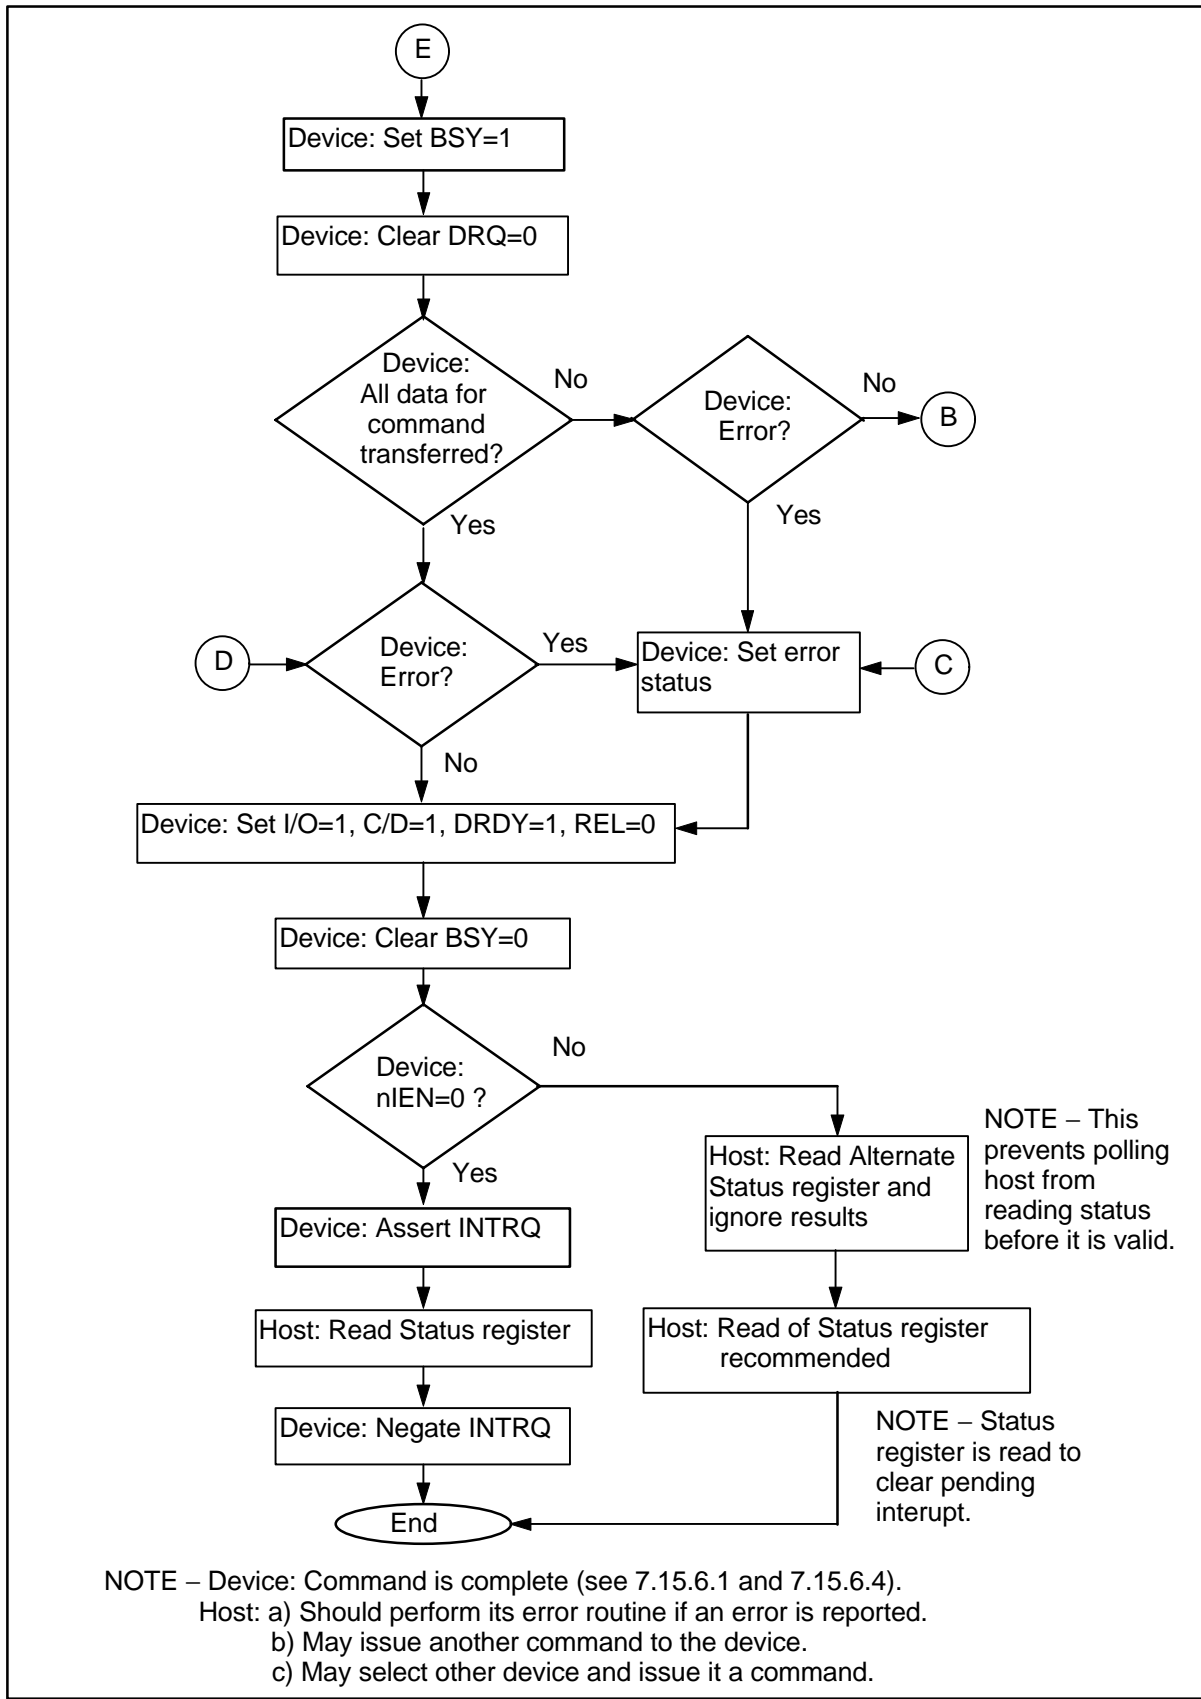 E
Device: Set BSY=1
Device: Clear DRQ=0
Device:
All data for
command
transferred?
No
Device:
Error?
No
B
Yes
Yes
D
Device:
Error?
Yes
Device: Set error
status
C
No
Device: Set I/O=1, C/D=1, DRDY=1, REL=0
Device: Clear BSY=0
Device:
nIEN=0 ?
No
Yes
Host: Read Alternate
Status register and
ignore results
NOTE – This
prevents polling
host from
reading status
before it is valid.
Device: Assert INTRQ
Host: Read Status register
Host: Read of Status register
recommended
Device: Negate INTRQ
NOTE – Status
register is read to
clear pending
interupt.
End
NOTE – Device: Command is complete (see 7.15.6.1 and 7.15.6.4).
Host: a) Should perform its error routine if an error is reported.
b) May issue another command to the device.
c) May select other device and issue it a command.